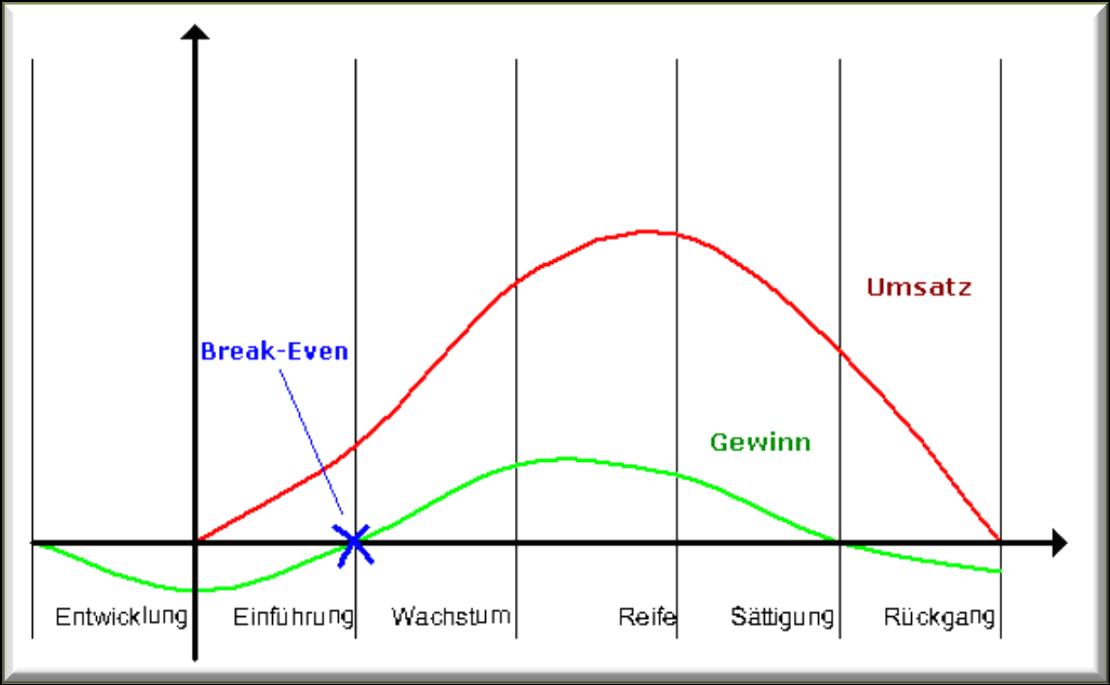 Umsatz
Break-Even
Gewinn
Entwicklung
Einführung
Wachstum
Reife
Sättigung
Rückgang